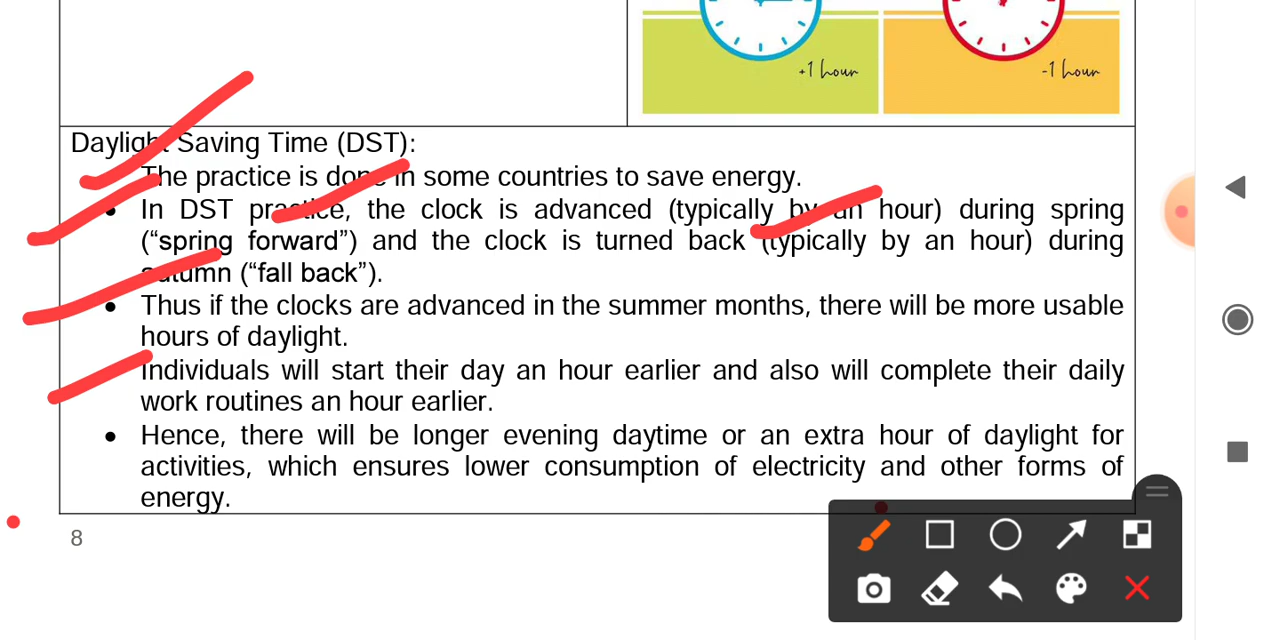 +1 hour
-1 hour
Daylight Saving Time (DST):
The practice is done in some countries to save energy.
In DST practice, the clock is advanced (typically by an hour) during spring
(“spring forward”) and the clock is turned back (typically by an hour) during
autumn (“fall back”).
Thus if the clocks are advanced in the summer months, there will be more usable
hours of daylight.
Individuals will start their day an hour earlier and also will complete their daily
work routines an hour earlier.
Hence, there will be longer evening daytime or an extra hour of daylight for
activities, which ensures lower consumption of electricity and other forms of
energy.
8